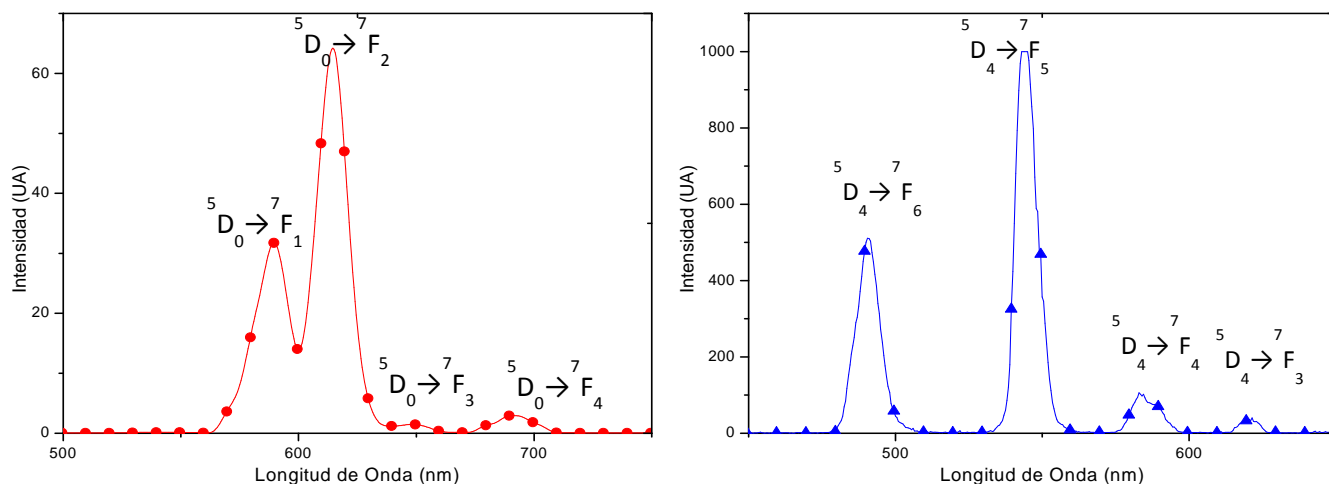 ⁵D₀→⁷F₂
⁵D₀→⁷F₁
⁵D₀→⁷F₃
⁵D₀→⁷F₄
Intensidad (UA)
60
40
20
0
500
600
700
Longitud de Onda (nm)
⁵D₄→⁷F₅
⁵D₄→⁷F₆
⁵D₄→⁷F₄
⁵D₄→⁷F₃
Intensidad (UA)
1000
800
600
400
200
0
500
600
Longitud de Onda (nm)